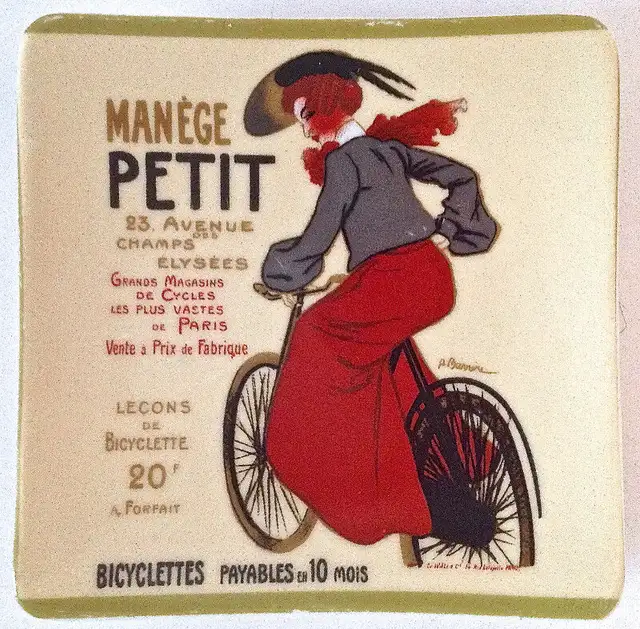 MANÈGE
PETIT
23. AVENUE
DES
CHAMPS
ELYSÉES
GRANDS MAGASINS
DE CYCLES
LES PLUS VASTES
DE PARIS
Vente à Prix de Fabrique
LEÇONS
DE
BICYCLETTE
20F
A FORFAIT
BICYCLETTES PAYABLES EN 10 MOIS